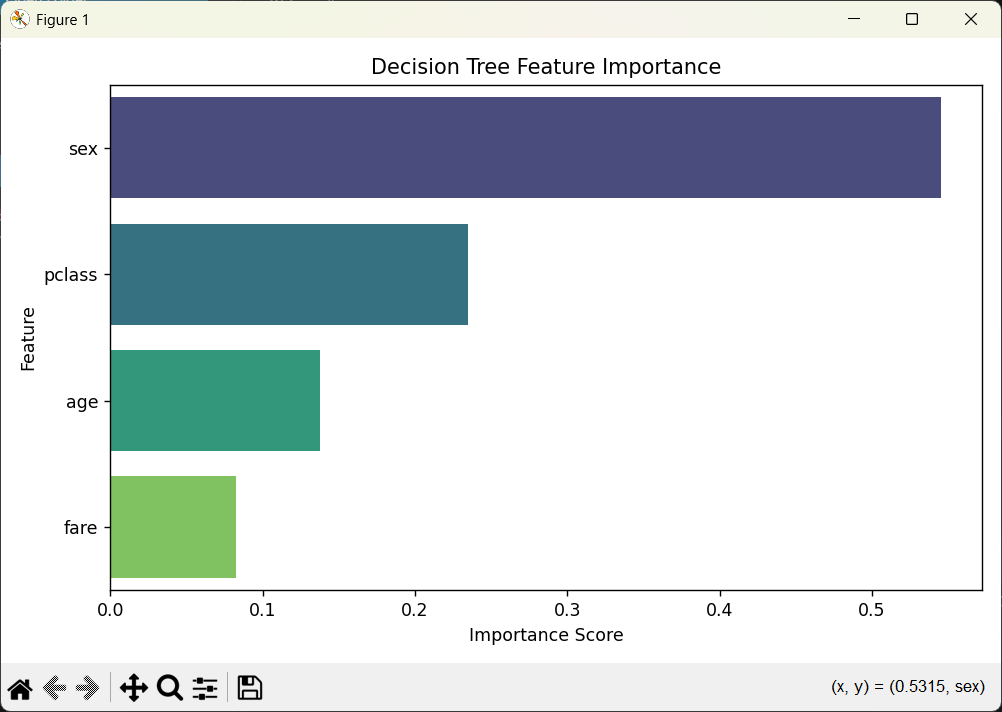 Figure 1
Decision Tree Feature Importance
sex
pclass
age
fare
Feature
0.0 0.1 0.2 0.3 0.4 0.5
Importance Score
(x, y) = (0.5315, sex)